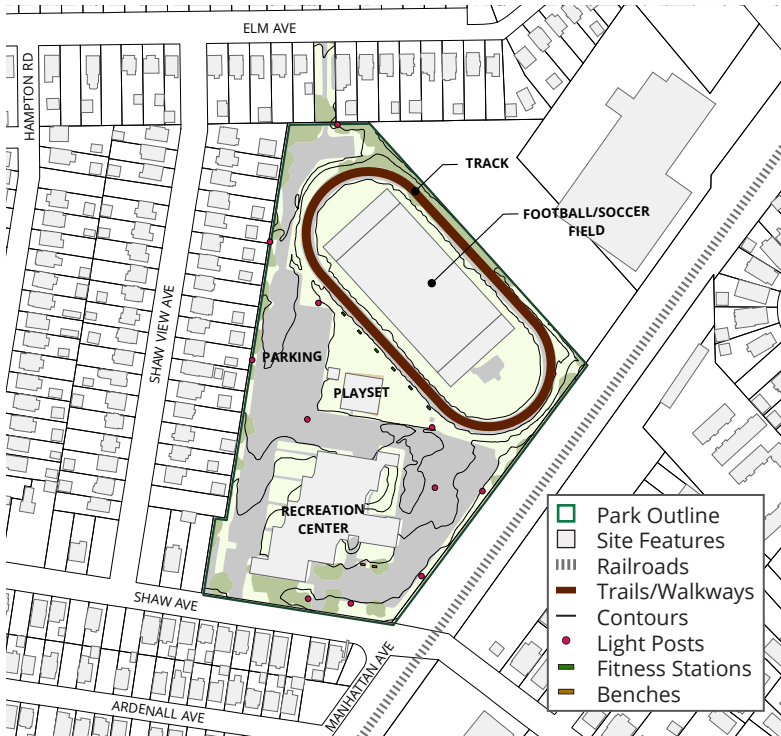 ELM AVE
HAMPTON RD
TRACK
FOOTBALL/SOCCER
FIELD
SHAW VIEW AVE
PARKING
PLAYSET
RECREATION
CENTER
SHAW AVE
MANHATTAN AVE
ARDENALL AVE
Park Outline
Site Features
Railroads
Trails/Walkways
Contours
Light Posts
Fitness Stations
Benches